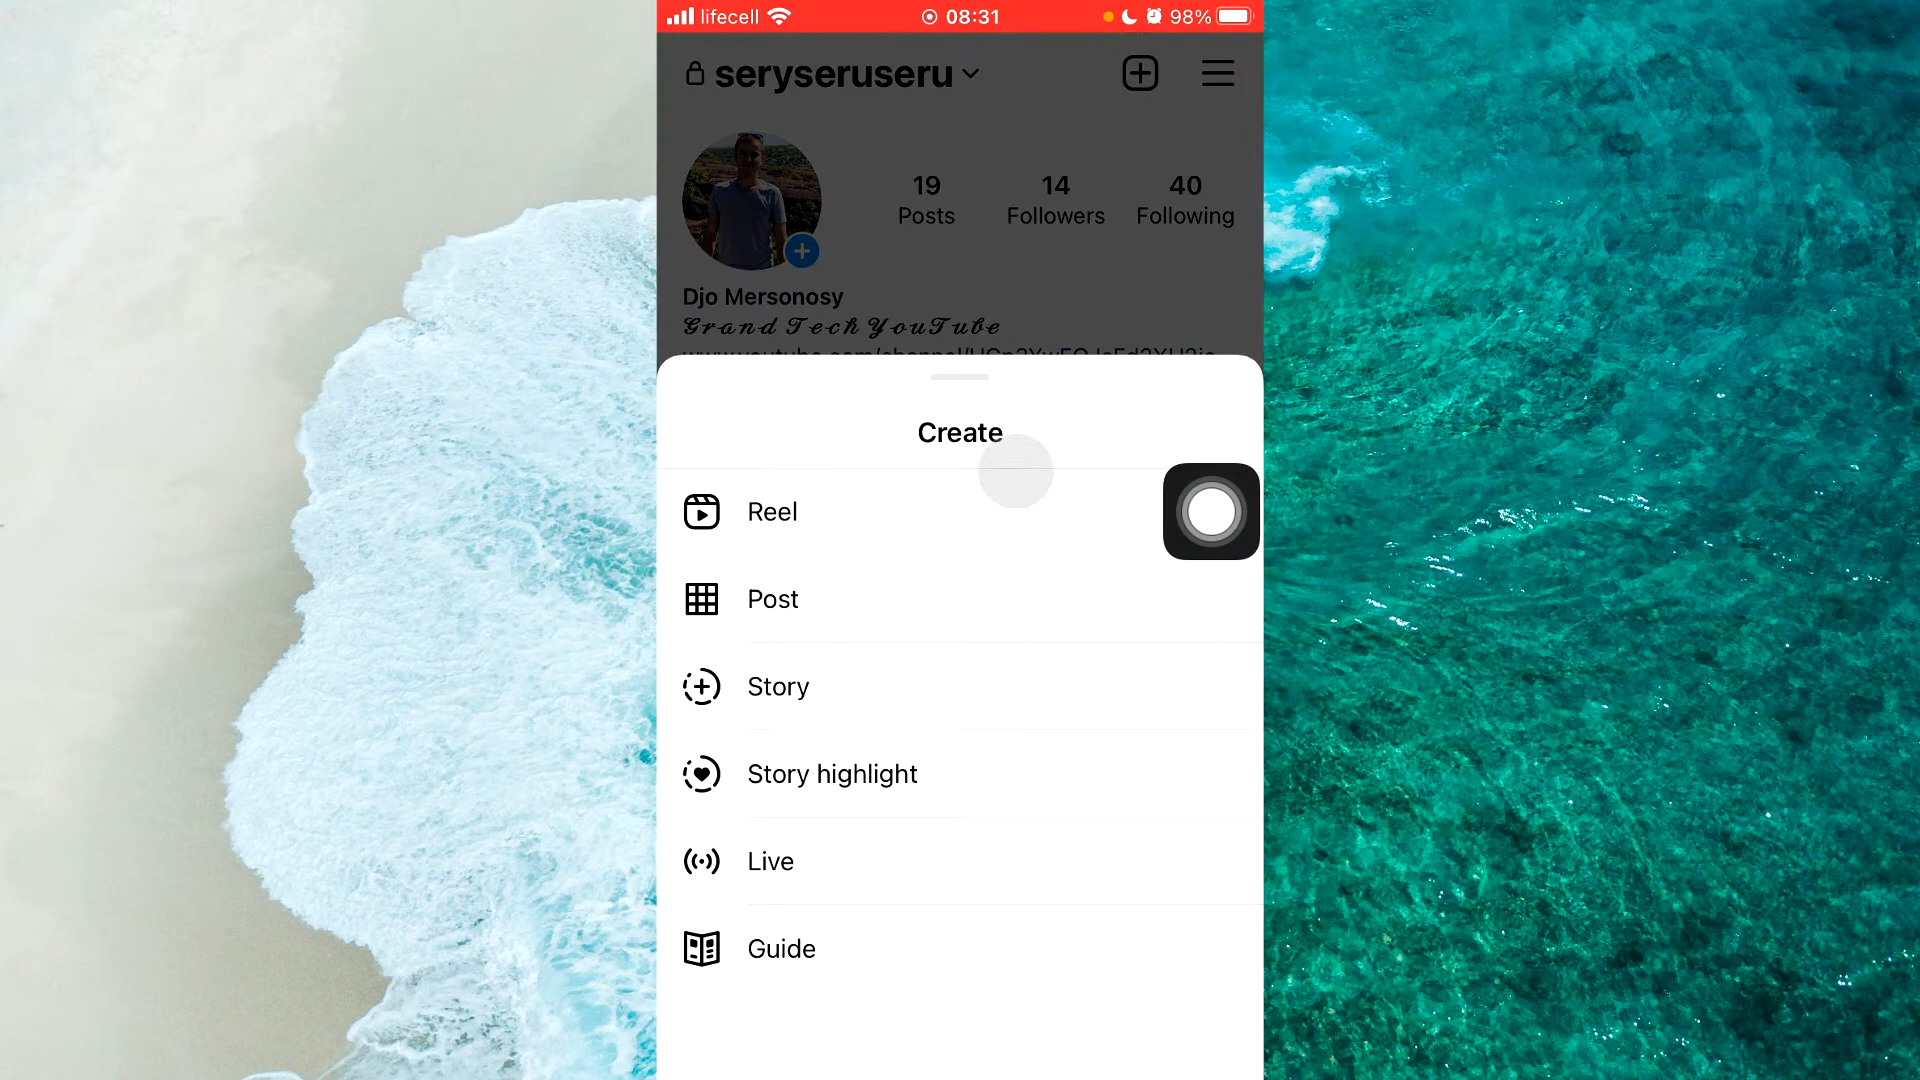 lifecell 08:31 98%
seryseruseru
19 14 40
Posts Followers Following
Djo Mersonosy
𝓖𝓻𝓪𝓷𝓭 𝓣𝓮𝓬𝓱 𝓨𝓸𝓾𝓣𝓾𝓫𝓮
Create
Reel
Post
Story
Story highlight
Live
Guide